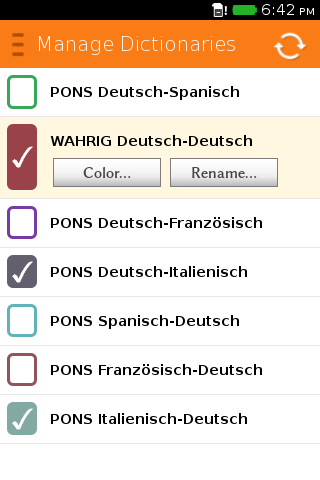 6:42 PM
Manage Dictionaries
PONS Deutsch-Spanisch
WAHRIG Deutsch-Deutsch
Color... Rename...
PONS Deutsch-Französisch
PONS Deutsch-Italienisch
PONS Spanisch-Deutsch
PONS Französisch-Deutsch
PONS Italienisch-Deutsch